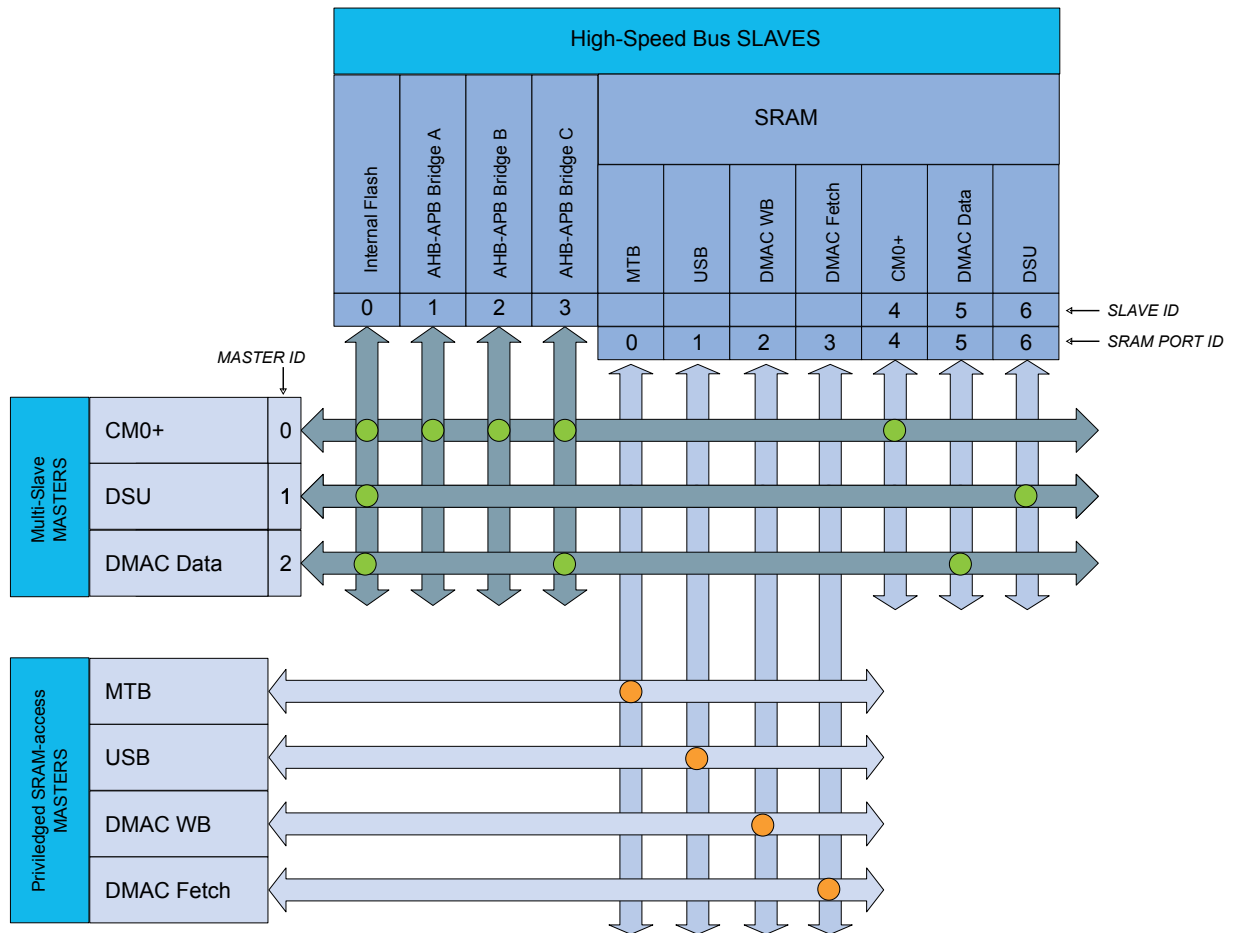 High-Speed Bus SLAVES
SRAM
Internal Flash
AHB-APB Bridge A
AHB-APB Bridge B
AHB-APB Bridge C
MTB
USB
DMAC WB
DMAC Fetch
CM0+
DMAC Data
DSU
0 1 2 3 4 5 6 SLAVE ID
0 1 2 3 4 5 6 SRAM PORT ID
MASTER ID
Multi-Slave
MASTERS
CM0+ 0
DSU 1
DMAC Data 2
Priviledged SRAM-access
MASTERS
MTB
USB
DMAC WB
DMAC Fetch